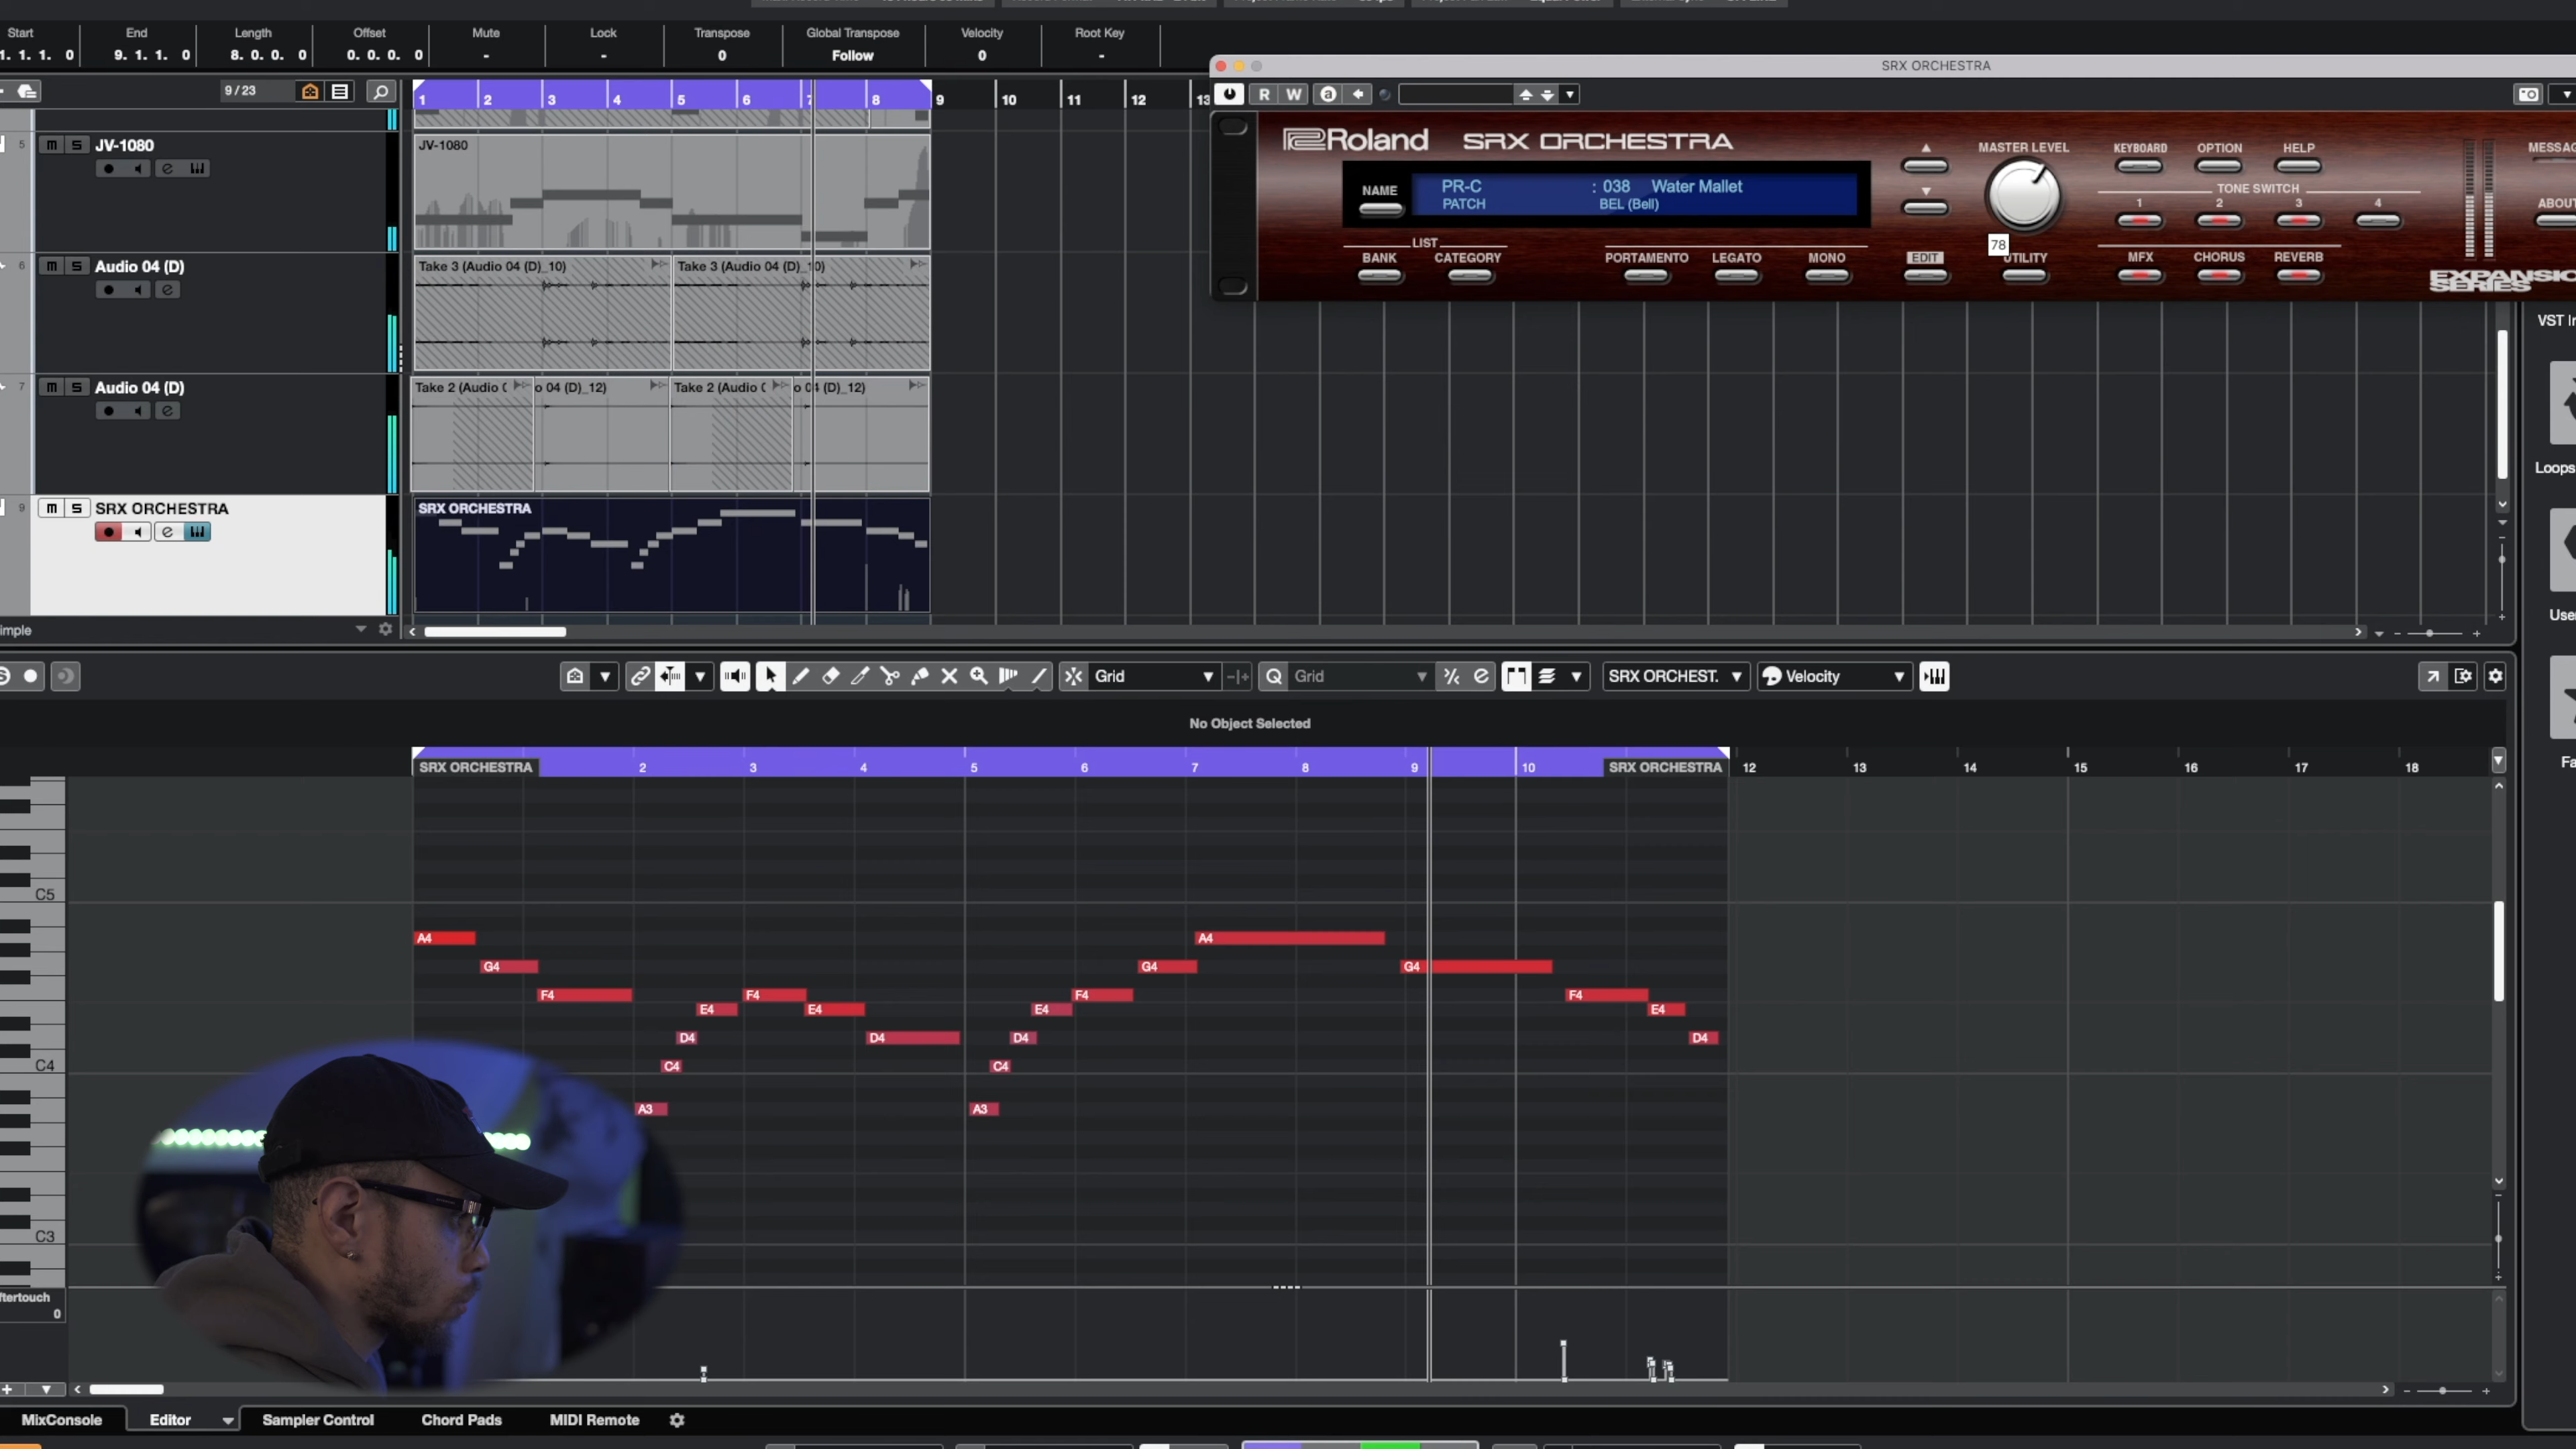 Start End Length Offset Mute Lock Transpose Global Transpose Velocity Root Key
1. 1. 1. 0 9. 1. 1. 0 8. 0. 0. 0 0. 0. 0. 0 - - 0 Follow 0 -
SRX ORCHESTRA
9 / 23
1 2 3 4 5 6 7 8 9 10 11 12 13
R W
5 m S JV-1080
JV-1080
6 m S Audio 04 (D)
Take 3 (Audio 04 (D)_10) Take 3 (Audio 04 (D)_10)
7 m S Audio 04 (D)
Take 2 (Audio 04 (D)_12) Take 2 (Audio 04 (D)_12)
9 m S SRX ORCHESTRA
SRX ORCHESTRA
Roland SRX ORCHESTRA
MASTER LEVEL KEYBOARD OPTION HELP
NAME PR-C : 038 Water Mallet
PATCH BEL (Bell)
TONE SWITCH
1 2 3 4
78
LIST
BANK CATEGORY PORTAMENTO LEGATO MONO EDIT UTILITY MFX CHORUS REVERB
VST
Loops
Grid Q Grid SRX ORCHEST. Velocity
No Object Selected
SRX ORCHESTRA 2 3 4 5 6 7 8 9 10 SRX ORCHESTRA 12 13 14 15 16 17 18
C5
A4 A4
G4 G4 G4
F4 F4 F4 F4
E4 E4 E4 E4
D4 D4 D4 D4
C4 C4 C4
A3 A3
C3
0
MixConsole Editor Sampler Control Chord Pads MIDI Remote